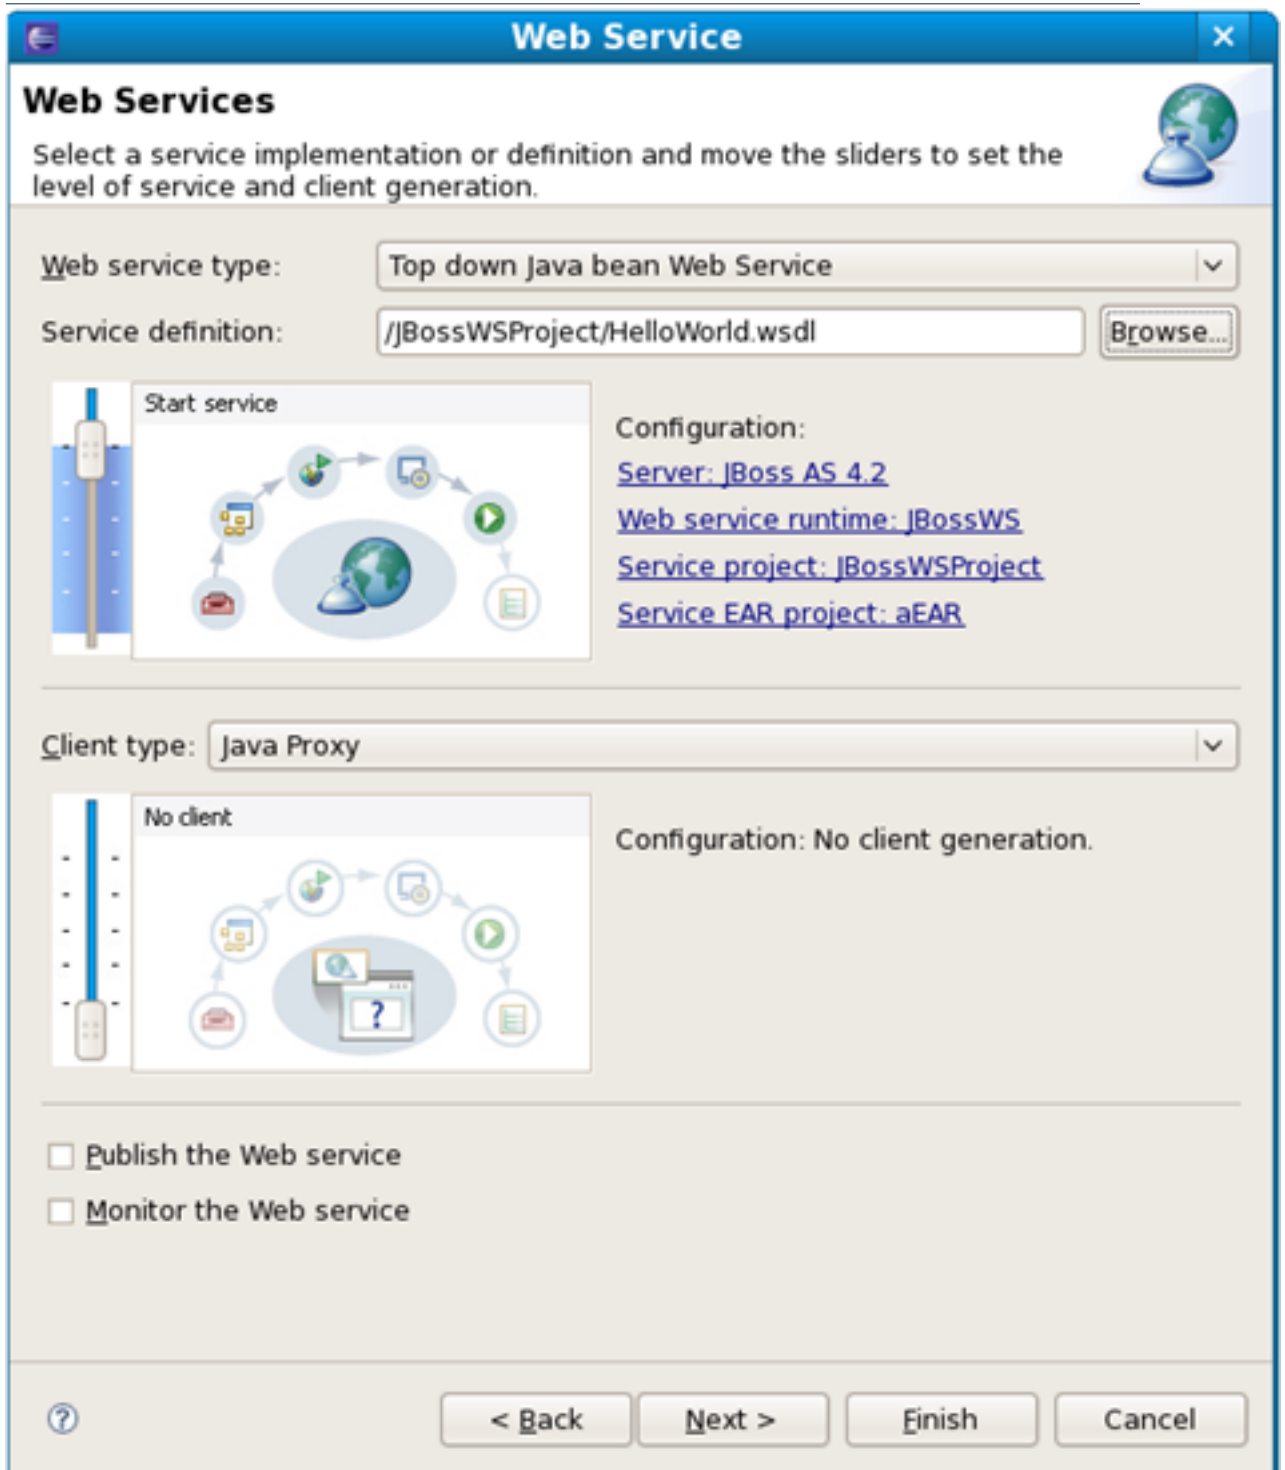 Web Service
Web Services
Select a service implementation or definition and move the sliders to set the
level of service and client generation.
Web service type: Top down Java bean Web Service
Service definition: /JBossWSProject/HelloWorld.wsdl Browse...
Start service
Configuration:
Server: JBoss AS 4.2
Web service runtime: JBossWS
Service project: JBossWSProject
Service EAR project: aEAR
Client type: Java Proxy
No client
Configuration: No client generation.
?
Publish the Web service
Monitor the Web service
? < Back Next > Finish Cancel